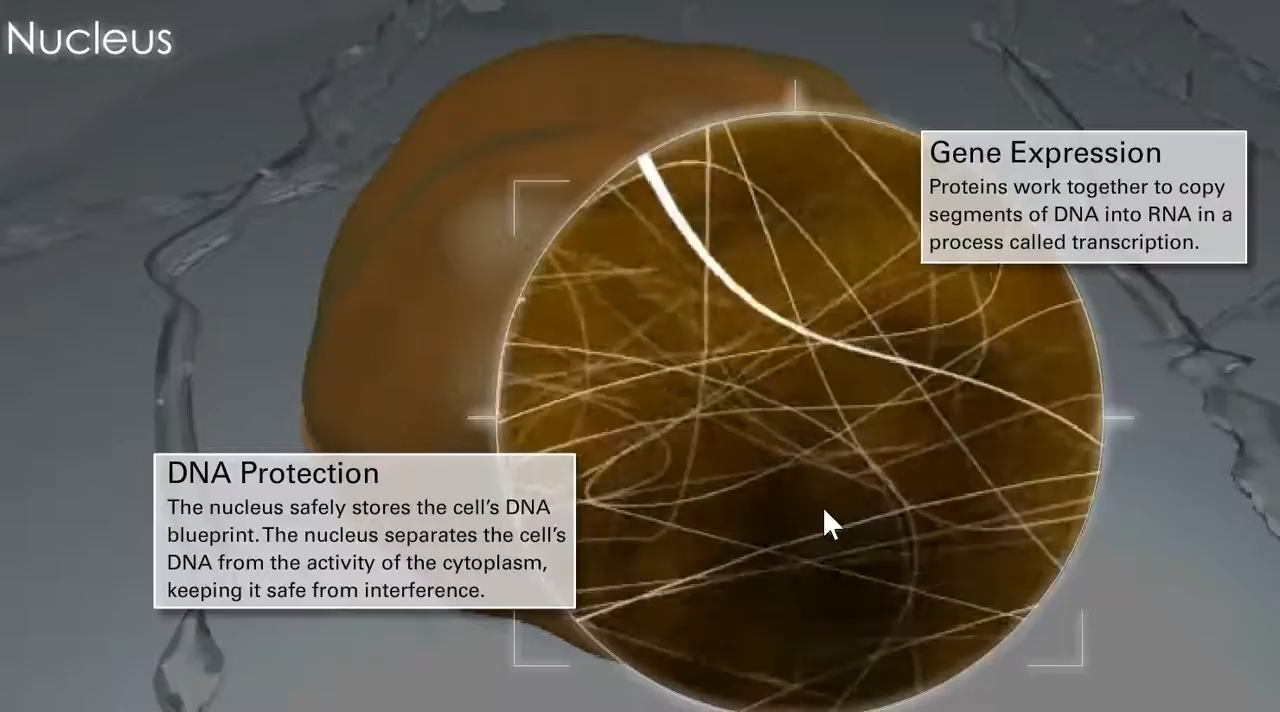 Nucleus
Gene Expression
Proteins work together to copy
segments of DNA into RNA in a
process called transcription.
DNA Protection
The nucleus safely stores the cell’s DNA
blueprint. The nucleus separates the cell’s
DNA from the activity of the cytoplasm,
keeping it safe from interference.